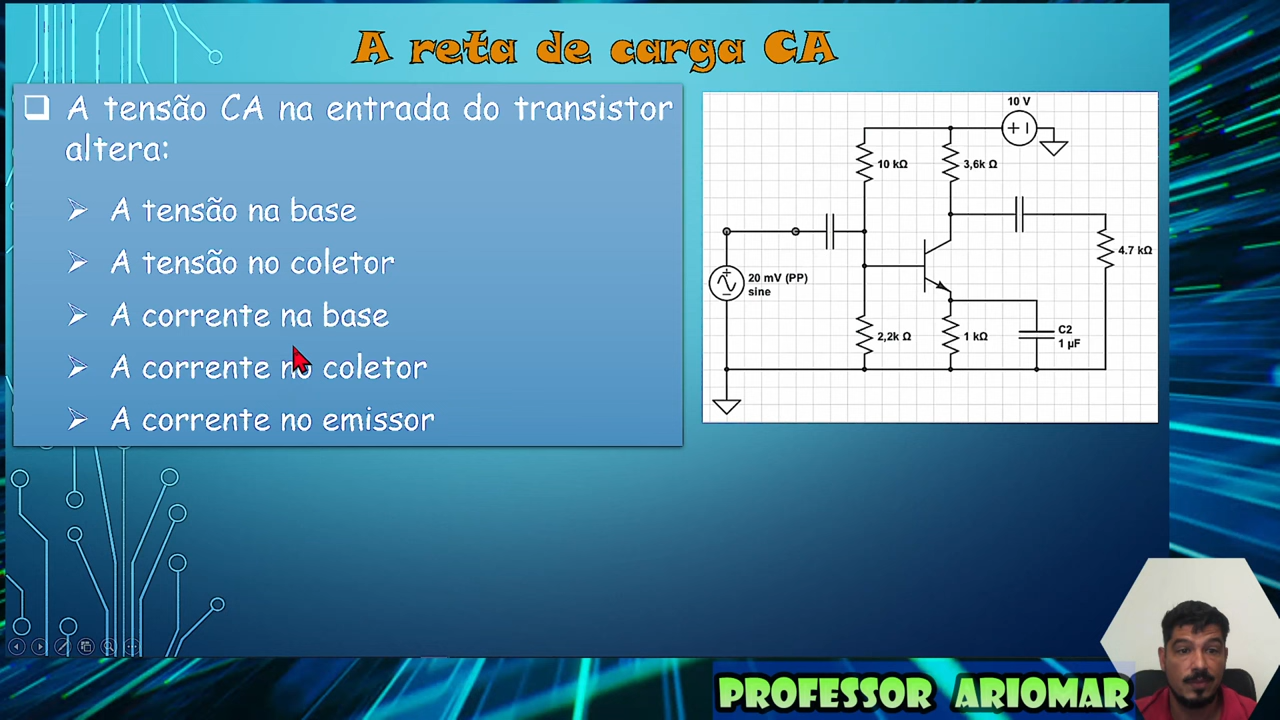 A reta de carga CA
A tensão CA na entrada do transistor
altera:
A tensão na base
A tensão no coletor
A corrente na base
A corrente no coletor
A corrente no emissor
10 V
10 kΩ
3,6k Ω
4.7 kΩ
20 mV (PP)
sine
2,2k Ω
1 kΩ
C2
1 µF
PROFESSOR ARIOMAR